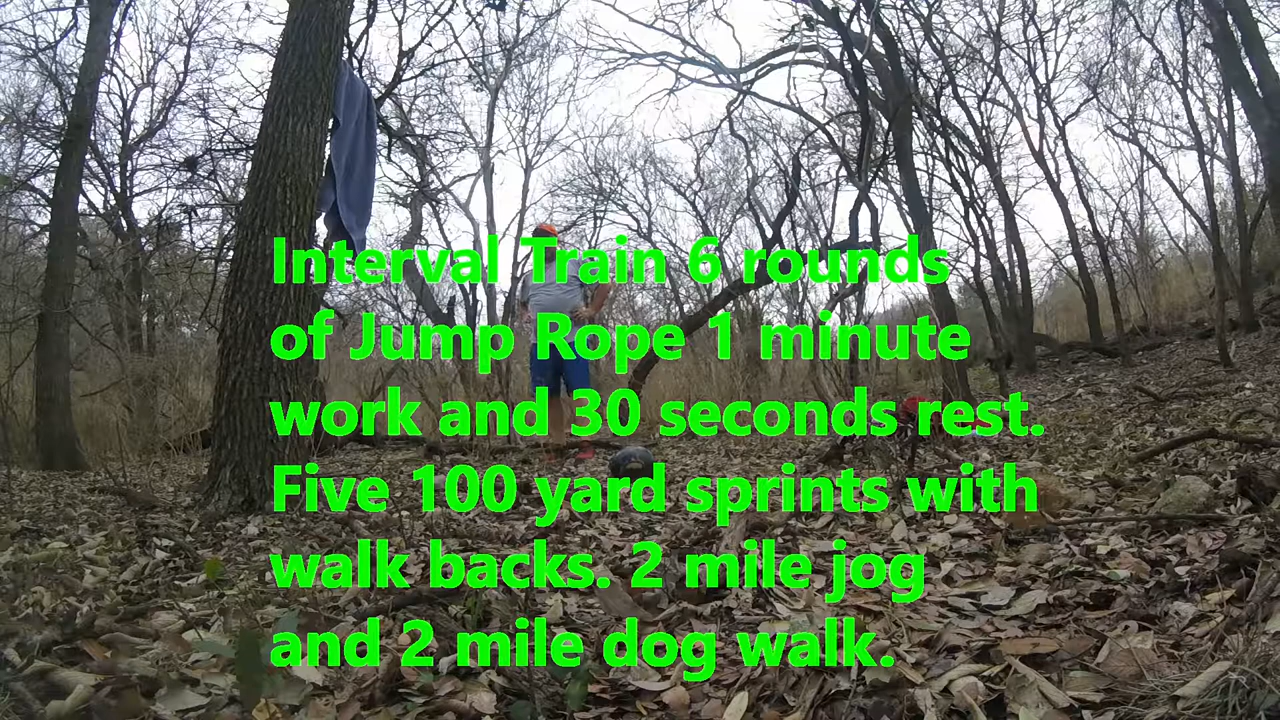 Interval Train 6 rounds
of Jump Rope 1 minute
work and 30 seconds rest.
Five 100 yard sprints with
walk backs. 2 mile jog
and 2 mile dog walk.